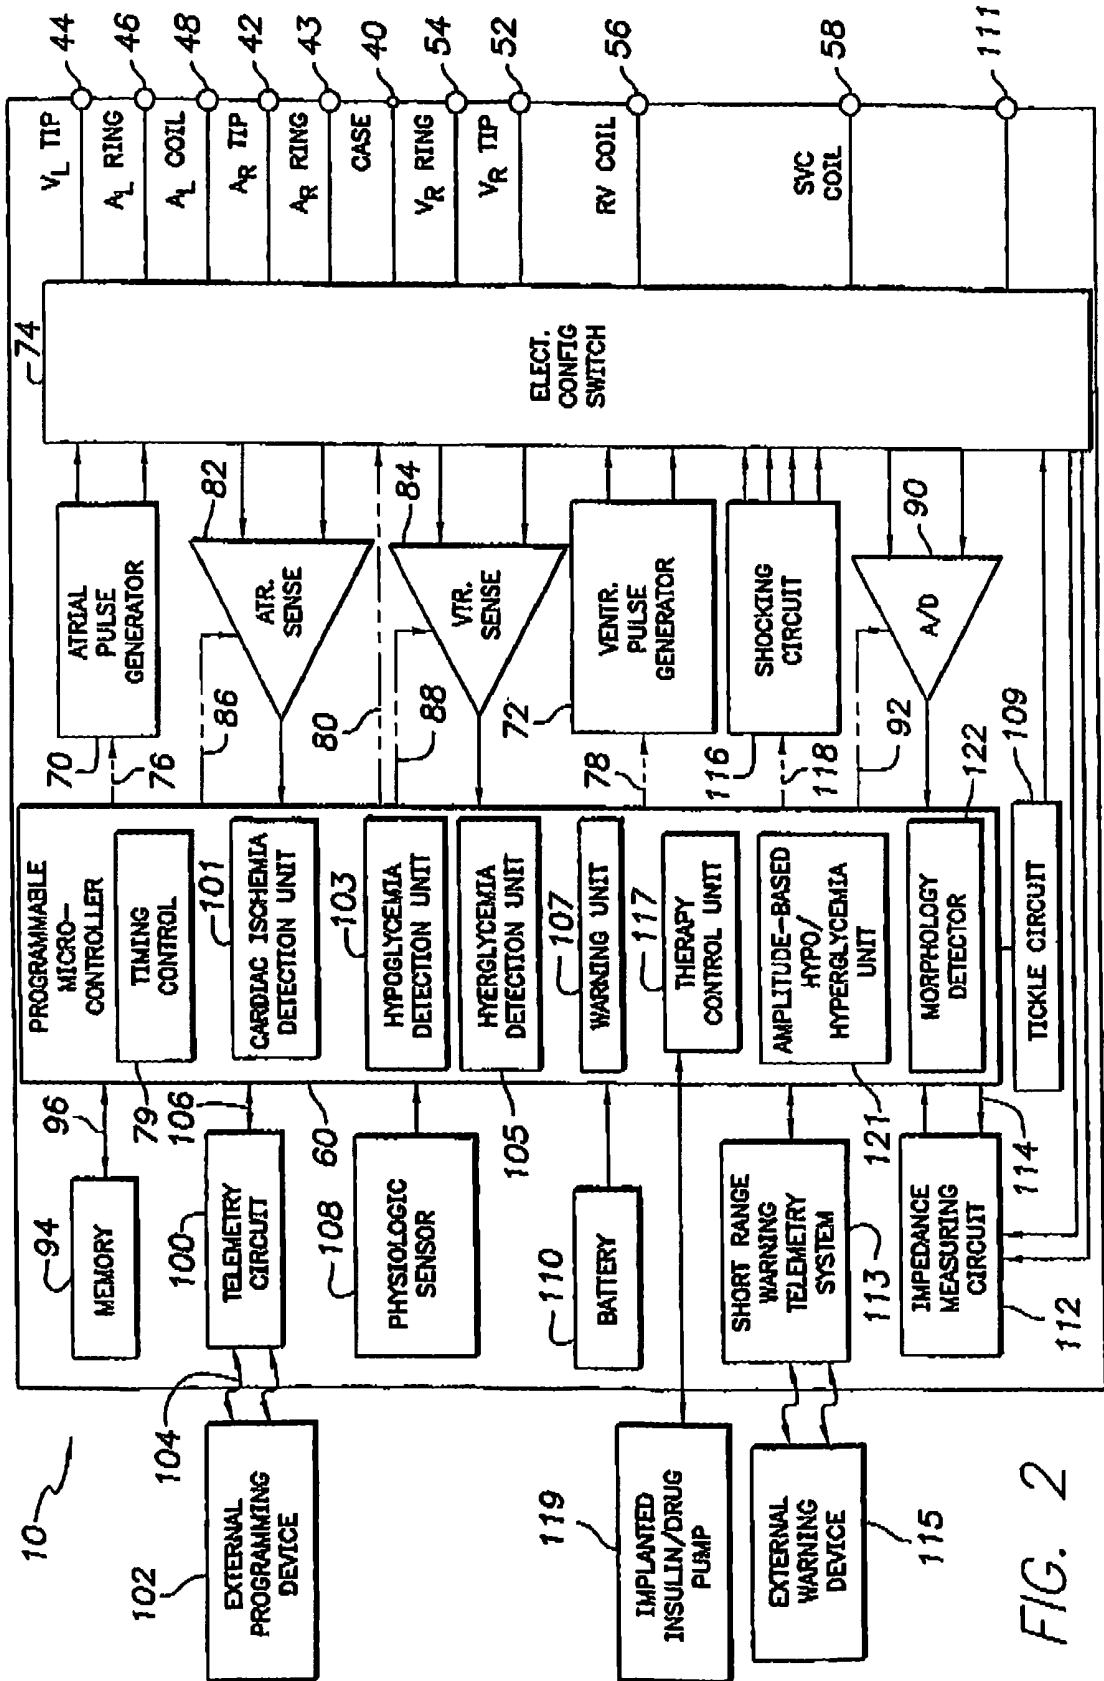 10
74
V_L TIP
44
A_L RING
46
A_L COIL
48
A_R TIP
42
A_R RING
43
CASE
40
V_R RING
54
V_R TIP
52
RV COIL
56
SVC
COIL
58
111
ELECT.
CONFIG
SWITCH
ATRIAL
PULSE
GENERATOR
70
76
ATR.
SENSE
82
86
80
VTR.
SENSE
84
88
VENTR.
PULSE
GENERATOR
72
78
SHOCKING
CIRCUIT
116
118
A/D
90
92
122
109
TICKLE CIRCUIT
PROGRAMMABLE
MICRO-
CONTROLLER
60
TIMING
CONTROL
79
CARDIAC ISCHEMIA
DETECTION UNIT
101
HYPOGLYCEMIA
DETECTION UNIT
103
HYERGLYCEMIA
DETECTION UNIT
105
WARNING UNIT
107
THERAPY
CONTROL UNIT
117
AMPLITUDE-BASED
HYPO/
HYPERGLYCEMIA
UNIT
121
MORPHOLOGY
DETECTOR
MEMORY
94
96
TELEMETRY
CIRCUIT
100
106
PHYSIOLOGIC
SENSOR
108
BATTERY
110
SHORT RANGE
WARNING
TELEMETRY
SYSTEM
113
IMPEDANCE
MEASURING
CIRCUIT
112
114
EXTERNAL
PROGRAMMING
DEVICE
102
104
IMPLANTED
INSULIN/DRUG
PUMP
119
EXTERNAL
WARNING
DEVICE
115
FIG. 2